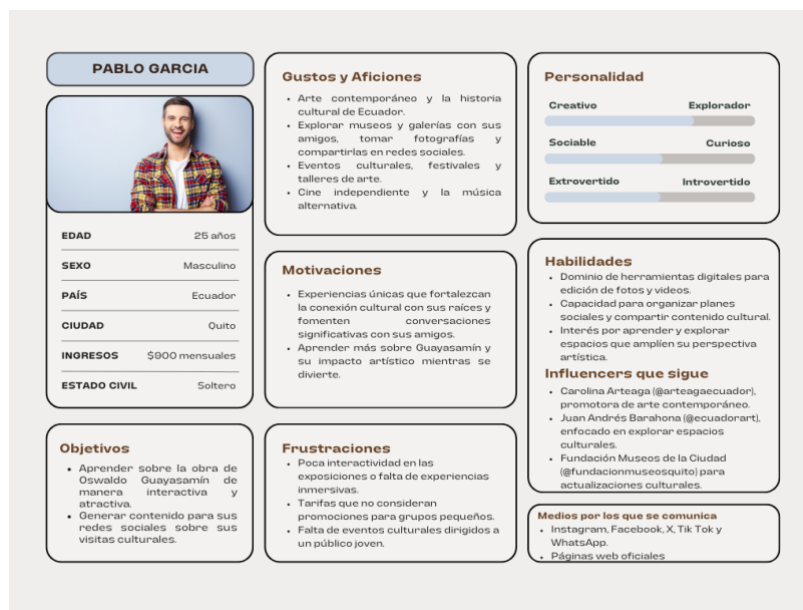 PABLO GARCIA
EDAD 25 años
SEXO Masculino
PAÍS Ecuador
CIUDAD Quito
INGRESOS $900 mensuales
ESTADO CIVIL Soltero
Objetivos
• Aprender sobre la obra de
Oswaldo Guayasamín de
manera interactiva y
atractiva.
• Generar contenido para sus
redes sociales sobre sus
visitas culturales.
Gustos y Aficiones
• Arte contemporáneo y la historia
cultural de Ecuador.
• Explorar museos y galerías con sus
amigos, tomar fotografías y
compartirlas en redes sociales.
• Eventos culturales, festivales y
talleres de arte.
• Cine independiente y la música
alternativa.
Motivaciones
• Experiencias únicas que fortalezcan
la conexión cultural con sus raíces y
fomenten conversaciones
significativas con sus amigos.
• Aprender más sobre Guayasamín y
su impacto artístico mientras se
divierte.
Frustraciones
• Poca interactividad en las
exposiciones o falta de experiencias
inmersivas.
• Tarifas que no consideran
promociones para grupos pequeños.
• Falta de eventos culturales dirigidos a
un público joven.
Personalidad
Creativo Explorador
Sociable Curioso
Extrovertido Introvertido
Habilidades
• Dominio de herramientas digitales para
edición de fotos y videos.
• Capacidad para organizar planes
sociales y compartir contenido cultural.
• Interés por aprender y explorar
espacios que amplíen su perspectiva
artística.
Influencers que sigue
• Carolina Arteaga (@arteagaecuador),
promotora de arte contemporáneo.
• Juan Andrés Barahona (@ecuadorart),
enfocado en explorar espacios
culturales.
• Fundación Museos de la Ciudad
(@fundacionmuseosquito) para
actualizaciones culturales.
Medios por los que se comunica
• Instagram, Facebook, X, Tik Tok y
WhatsApp.
• Páginas web oficiales